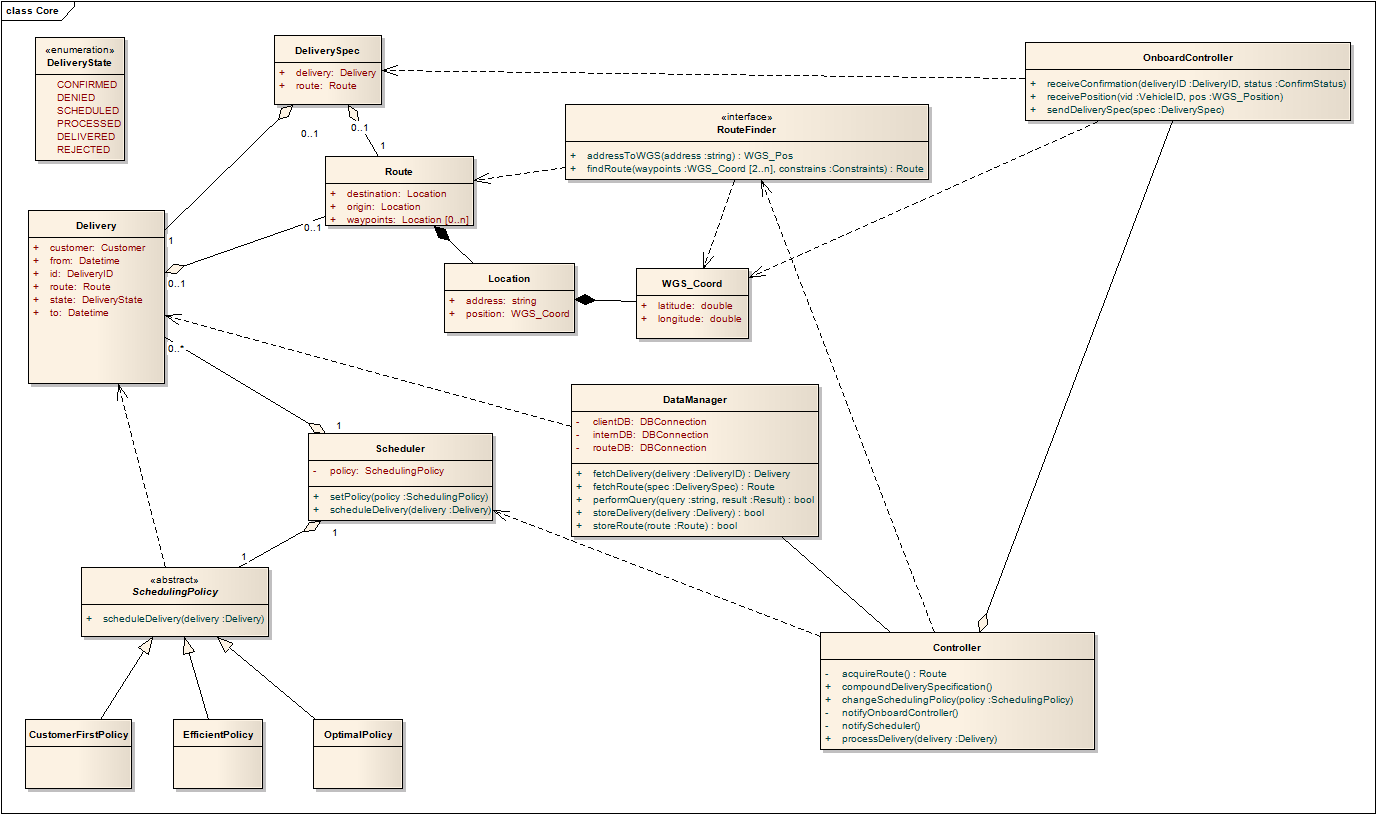 class Core
«enumeration»
DeliveryState
CONFIRMED
DENIED
SCHEDULED
PROCESSED
DELIVERED
REJECTED
DeliverySpec
+ delivery: Delivery
+ route: Route
0..1
0..1
1
OnboardController
+ receiveConfirmation(deliveryID :DeliveryID, status :ConfirmStatus)
+ receivePosition(vid :VehicleID, pos :WGS_Position)
+ sendDeliverySpec(spec :DeliverySpec)
«interface»
RouteFinder
+ addressToWGS(address :string) : WGS_Pos
+ findRoute(waypoints :WGS_Coord [2..n], constrains :Constraints) : Route
Route
+ destination: Location
+ origin: Location
+ waypoints: Location [0..n]
0..1
Delivery
+ customer: Customer
+ from: Datetime
+ id: DeliveryID
+ route: Route
+ state: DeliveryState
+ to: Datetime
1
0..1
0..*
Location
+ address: string
+ position: WGS_Coord
WGS_Coord
+ latitude: double
+ longitude: double
DataManager
- clientDB: DBConnection
- internDB: DBConnection
- routeDB: DBConnection
+ fetchDelivery(delivery :DeliveryID) : Delivery
+ fetchRoute(spec :DeliverySpec) : Route
+ performQuery(query :string, result :Result) : bool
+ storeDelivery(delivery :Delivery) : bool
+ storeRoute(route :Route) : bool
1
Scheduler
- policy: SchedulingPolicy
+ setPolicy(policy :SchedulingPolicy)
+ scheduleDelivery(delivery :Delivery)
1
1
«abstract»
SchedulingPolicy
+ scheduleDelivery(delivery :Delivery)
Controller
- acquireRoute() : Route
+ compoundDeliverySpecification()
+ changeSchedulingPolicy(policy :SchedulingPolicy)
- notifyOnboardController()
- notifyScheduler()
+ processDelivery(delivery :Delivery)
CustomerFirstPolicy
EfficientPolicy
OptimalPolicy